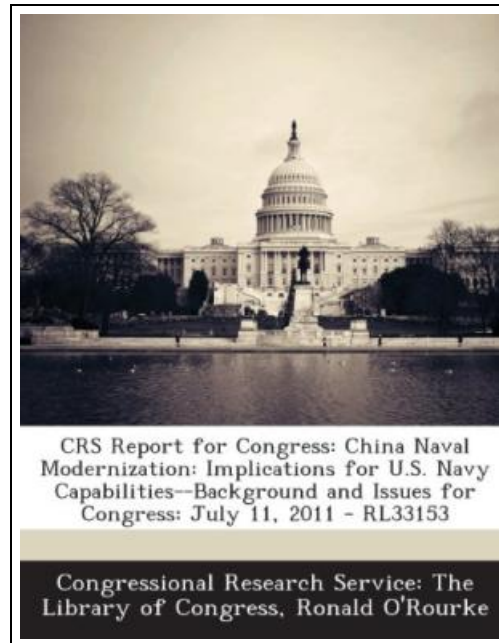 CRS Report for Congress: China Naval
Modernization: Implications for U.S. Navy
Capabilities--Background and Issues for
Congress: July 11, 2011 - RL33153
Congressional Research Service: The
Library of Congress, Ronald O'Rourke